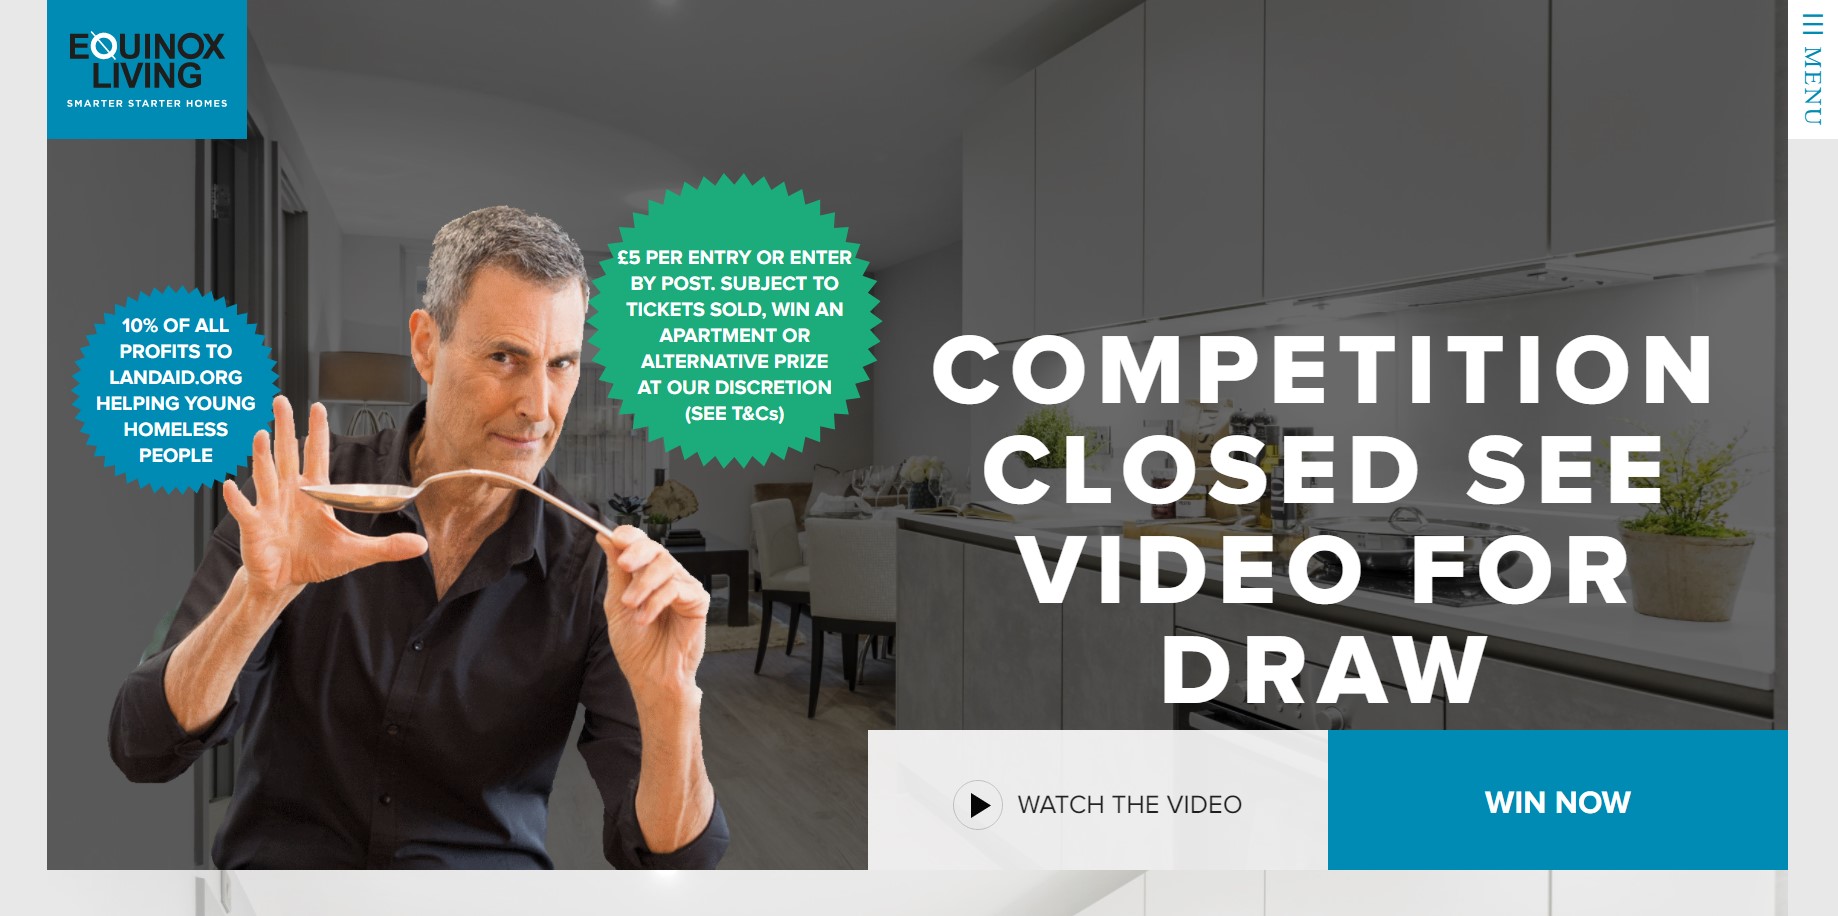 EQUINOX
LIVING
SMARTER STARTER HOMES
MENU
10% OF ALL
PROFITS TO
LANDAID.ORG
HELPING YOUNG
HOMELESS
PEOPLE
£5 PER ENTRY OR ENTER
BY POST. SUBJECT TO
TICKETS SOLD, WIN AN
APARTMENT OR
ALTERNATIVE PRIZE
AT OUR DISCRETION
(SEE T&Cs)
COMPETITION
CLOSED SEE
VIDEO FOR
DRAW
WATCH THE VIDEO
WIN NOW